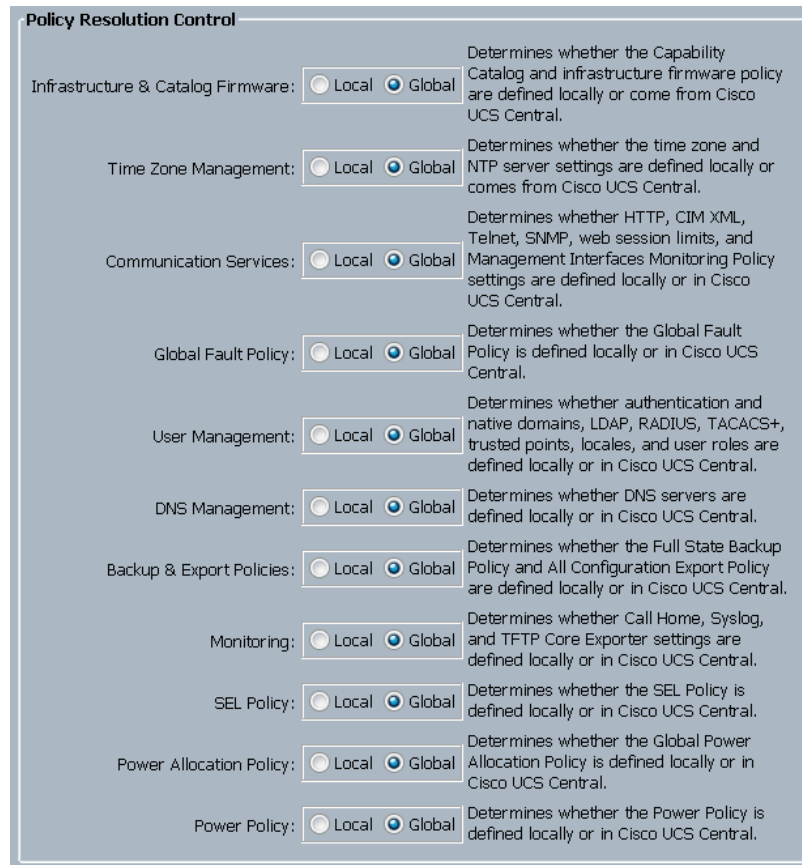 Policy Resolution Control
Infrastructure & Catalog Firmware: Local Global
Determines whether the Capability
Catalog and infrastructure firmware policy
are defined locally or come from Cisco
UCS Central.
Time Zone Management: Local Global
Determines whether the time zone and
NTP server settings are defined locally or
comes from Cisco UCS Central.
Communication Services: Local Global
Determines whether HTTP, CIM XML,
Telnet, SNMP, web session limits, and
Management Interfaces Monitoring Policy
settings are defined locally or in Cisco
UCS Central.
Global Fault Policy: Local Global
Determines whether the Global Fault
Policy is defined locally or in Cisco UCS
Central.
User Management: Local Global
Determines whether authentication and
native domains, LDAP, RADIUS, TACACS+,
trusted points, locales, and user roles are
defined locally or in Cisco UCS Central.
DNS Management: Local Global
Determines whether DNS servers are
defined locally or in Cisco UCS Central.
Backup & Export Policies: Local Global
Determines whether the Full State Backup
Policy and All Configuration Export Policy
are defined locally or in Cisco UCS Central.
Monitoring: Local Global
Determines whether Call Home, Syslog,
and TFTP Core Exporter settings are
defined locally or in Cisco UCS Central.
SEL Policy: Local Global
Determines whether the SEL Policy is
defined locally or in Cisco UCS Central.
Power Allocation Policy: Local Global
Determines whether the Global Power
Allocation Policy is defined locally or in
Cisco UCS Central.
Power Policy: Local Global
Determines whether the Power Policy is
defined locally or in Cisco UCS Central.